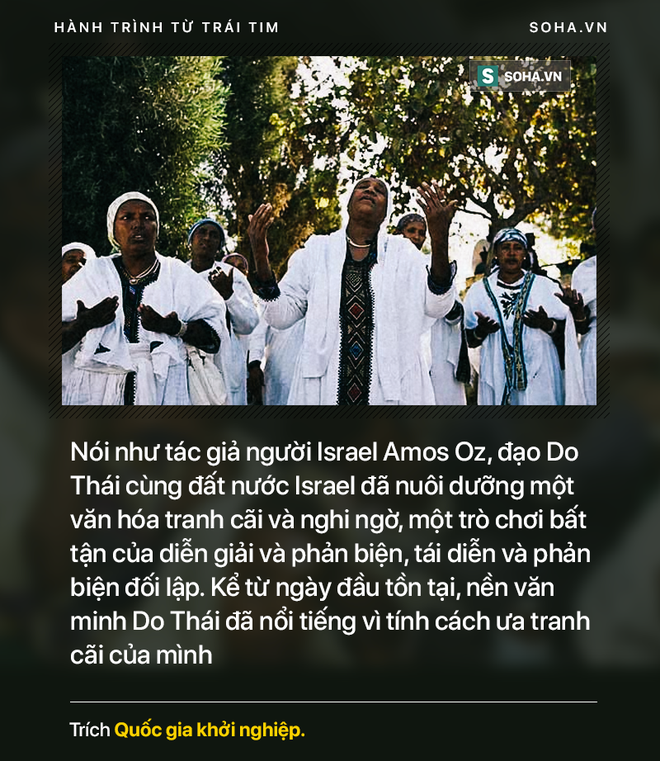 HÀNH TRÌNH TỪ TRÁI TIM
SOHA.VN
S SOHA.VN
Nói như tác giả người Israel Amos Oz, đạo Do
Thái cùng đất nước Israel đã nuôi dưỡng một
văn hóa tranh cãi và nghi ngờ, một trò chơi bất
tận của diễn giải và phản biện, tái diễn và phản
biện đối lập. Kể từ ngày đầu tồn tại, nền văn
minh Do Thái đã nổi tiếng vì tính cách ưa tranh
cãi của mình
Trích Quốc gia khởi nghiệp.